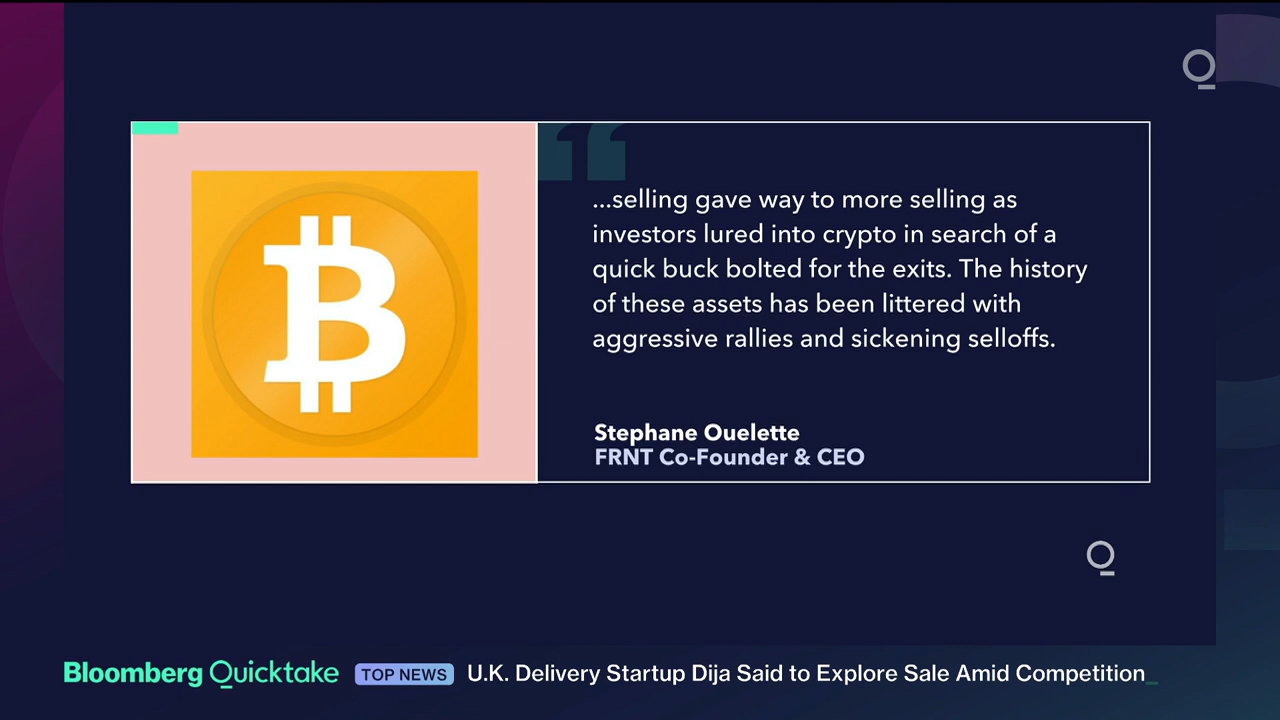 ...selling gave way to more selling as
investors lured into crypto in search of a
quick buck bolted for the exits. The history
of these assets has been littered with
aggressive rallies and sickening selloffs.
Stephane Ouelette
FRNT Co-Founder & CEO
Bloomberg Quicktake TOP NEWS U.K. Delivery Startup Dija Said to Explore Sale Amid Competition_